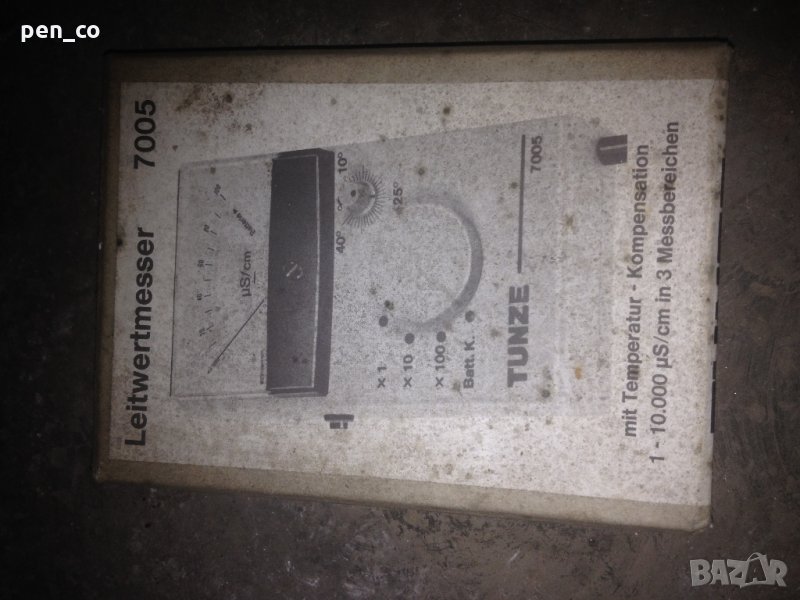 pen_co
Leitwertmesser 7005
µS/cm
40° 10°
25°
x 1
x 10
x 100
Batt. K.
TUNZE 7005
mit Temperatur - Kompensation
1 - 10.000 µS/cm in 3 Messbereichen
BAZAR